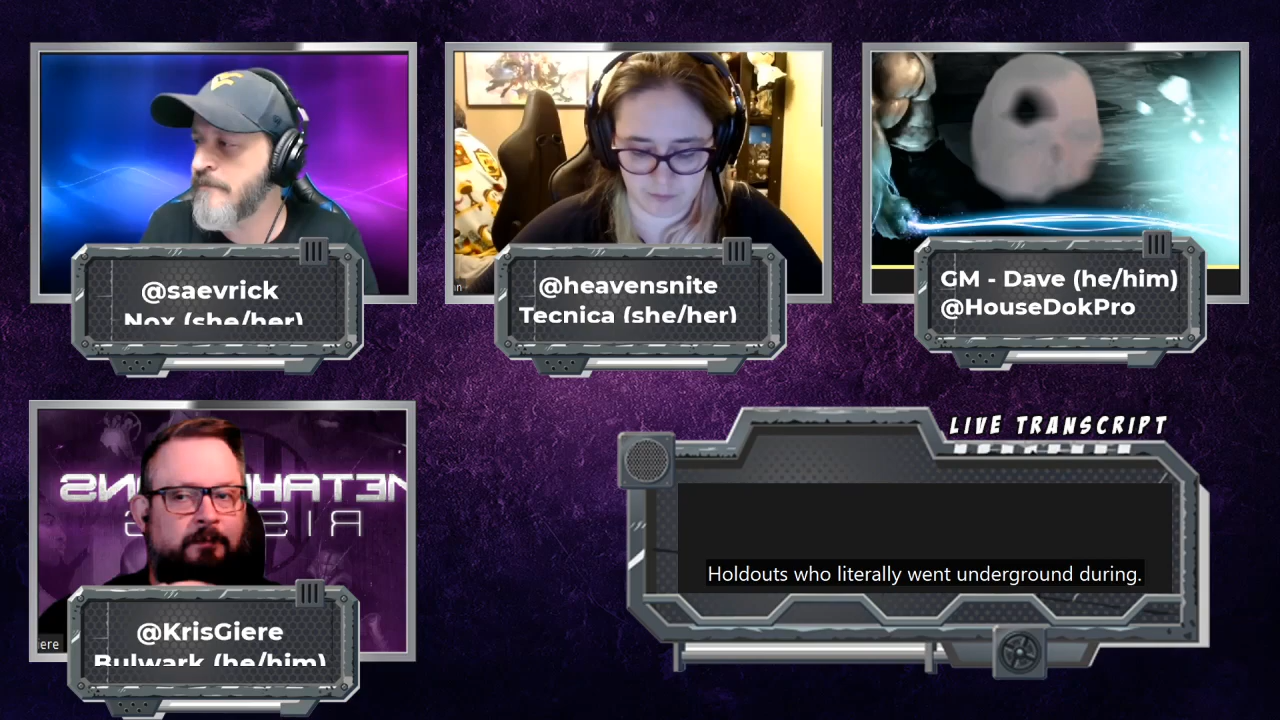 @saevrick
Nox (she/her)
@heavensnite
Tecnica (she/her)
GM - Dave (he/him)
@HouseDokPro
LIVE TRANSCRIPT
Holdouts who literally went underground during.
ere
@KrisGiere
Bulwark (he/him)